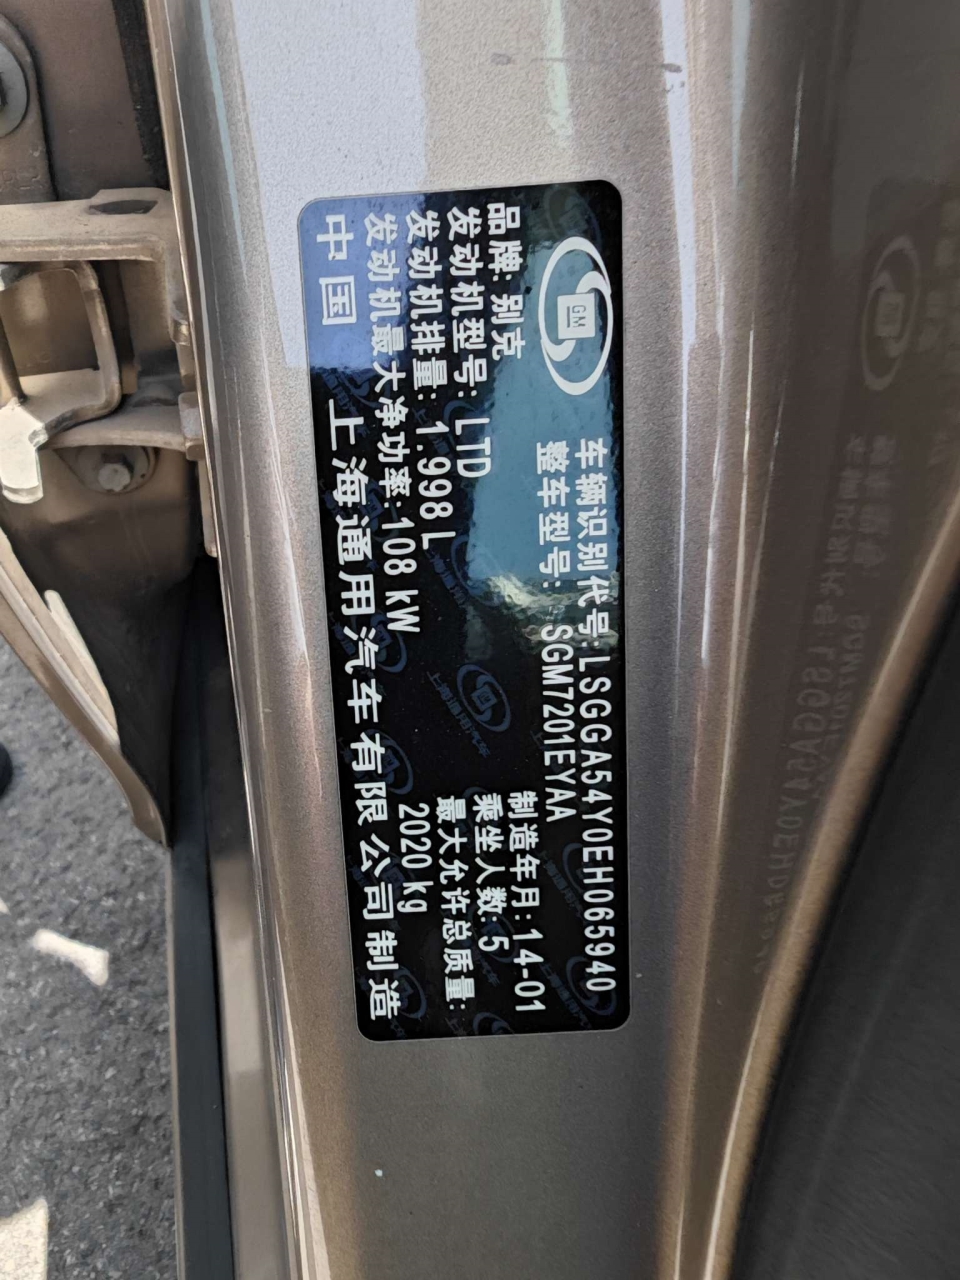 GM
车辆识别代号:LSGGA54Y0EH065940
整车型号: SGM7201EYAA
品牌: 别克
制造年月:14-01
发动机型号: LTD
乘坐人数:5
发动机排量: 1.998 L
最大允许总质量:
发动机最大净功率:108 kW
2020 kg
中国
上海通用汽车有限公司制造